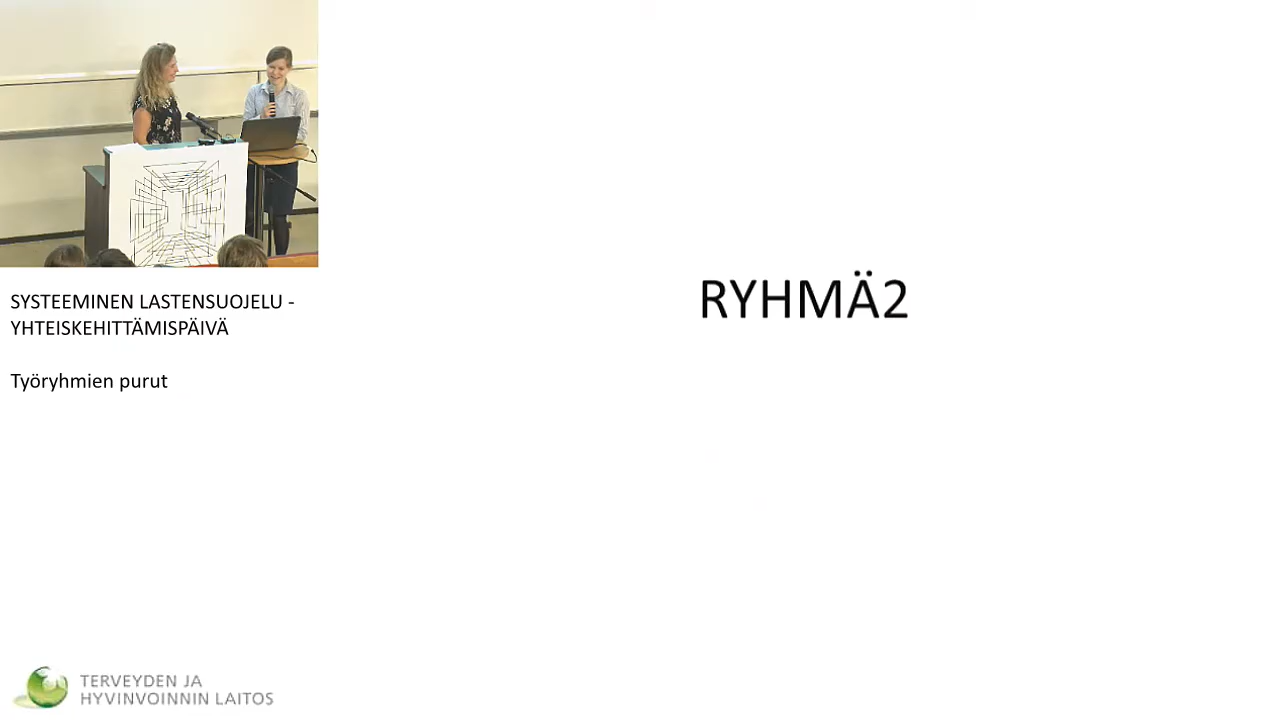 SYSTEEMINEN LASTENSUOJELU -
YHTEISKEHITTÄMISPÄIVÄ
Työryhmien purut
RYHMÄ2
TERVEYDEN JA
HYVINVOINNIN LAITOS